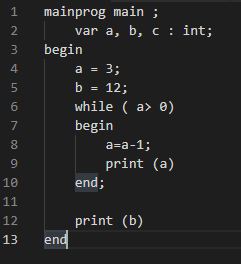 1 mainprog main ;
2     var a, b, c : int;
3 begin
4     a = 3;
5     b = 12;
6     while ( a> 0)
7     begin
8         a=a-1;
9         print (a)
10     end;
11
12     print (b)
13 end